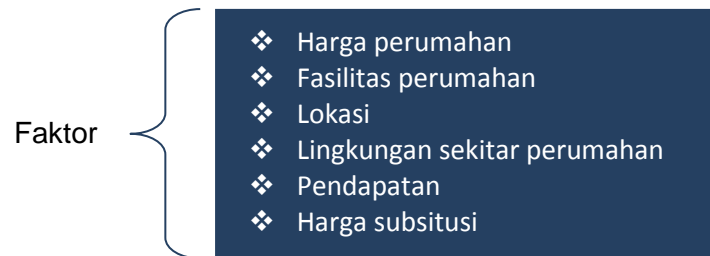 Faktor
❖ Harga perumahan
❖ Fasilitas perumahan
❖ Lokasi
❖ Lingkungan sekitar perumahan
❖ Pendapatan
❖ Harga subsitusi